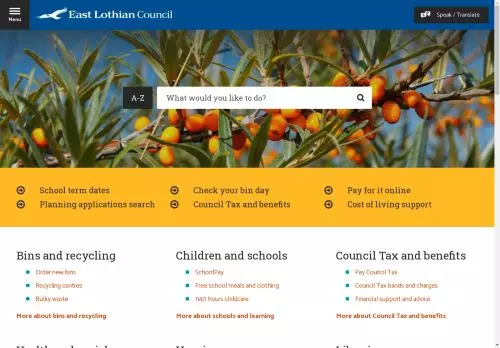 Menu
East Lothian Council
Speak / Translate
A-Z
What would you like to do?
School term dates
Check your bin day
Pay for it online
Planning applications search
Council Tax and benefits
Cost of living support
Bins and recycling
Children and schools
Council Tax and benefits
Order new bins
SchoolPay
Pay Council Tax
Recycling centres
Free school meals and clothing
Council Tax bands and charges
Bulky waste
1140 hours childcare
Financial support and advice
More about bins and recycling
More about schools and learning
More about Council Tax and benefits